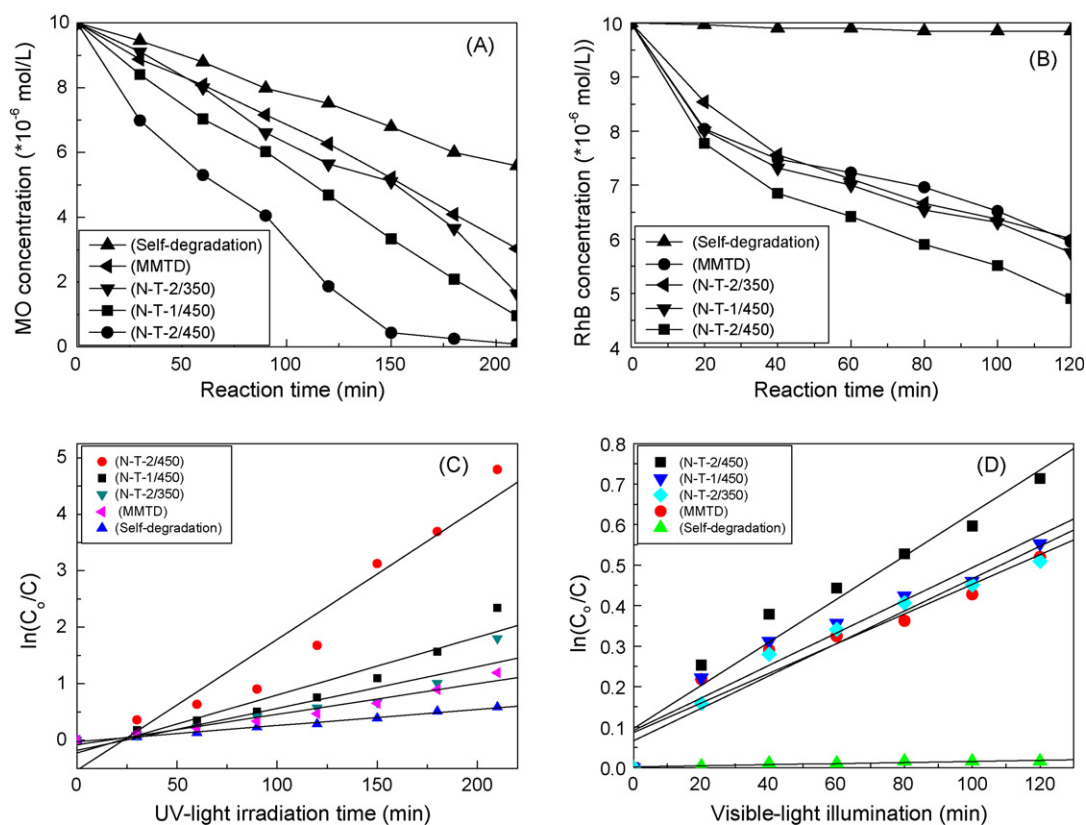 (A)
MO concentration (*10-6 mol/L)
10
8
6
4
2
0
(Self-degradation)
(MMTD)
(N-T-2/350)
(N-T-1/450)
(N-T-2/450)
0 50 100 150 200
Reaction time (min)
(B)
RhB concentration (*10-6 mol/L))
10
9
8
7
6
5
4
(Self-degradation)
(MMTD)
(N-T-2/350)
(N-T-1/450)
(N-T-2/450)
0 20 40 60 80 100 120
Reaction time (min)
(C)
ln(Co/C)
5
4
3
2
1
0
(N-T-2/450)
(N-T-1/450)
(N-T-2/350)
(MMTD)
(Self-degradation)
0 50 100 150 200
UV-light irradiation time (min)
(D)
ln(Co/C)
0.8
0.7
0.6
0.5
0.4
0.3
0.2
0.1
0.0
(N-T-2/450)
(N-T-1/450)
(N-T-2/350)
(MMTD)
(Self-degradation)
0 20 40 60 80 100 120
Visible-light illumination (min)